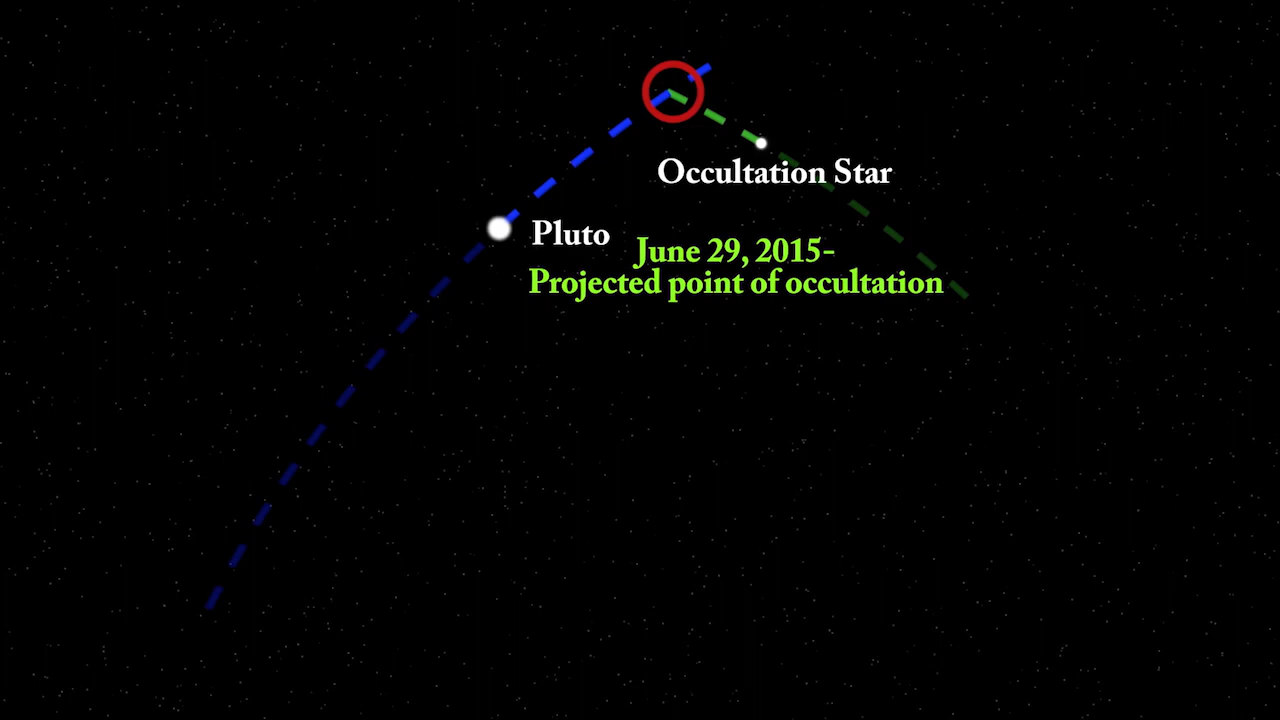 Occultation Star
Pluto
June 29, 2015-
Projected point of occultation